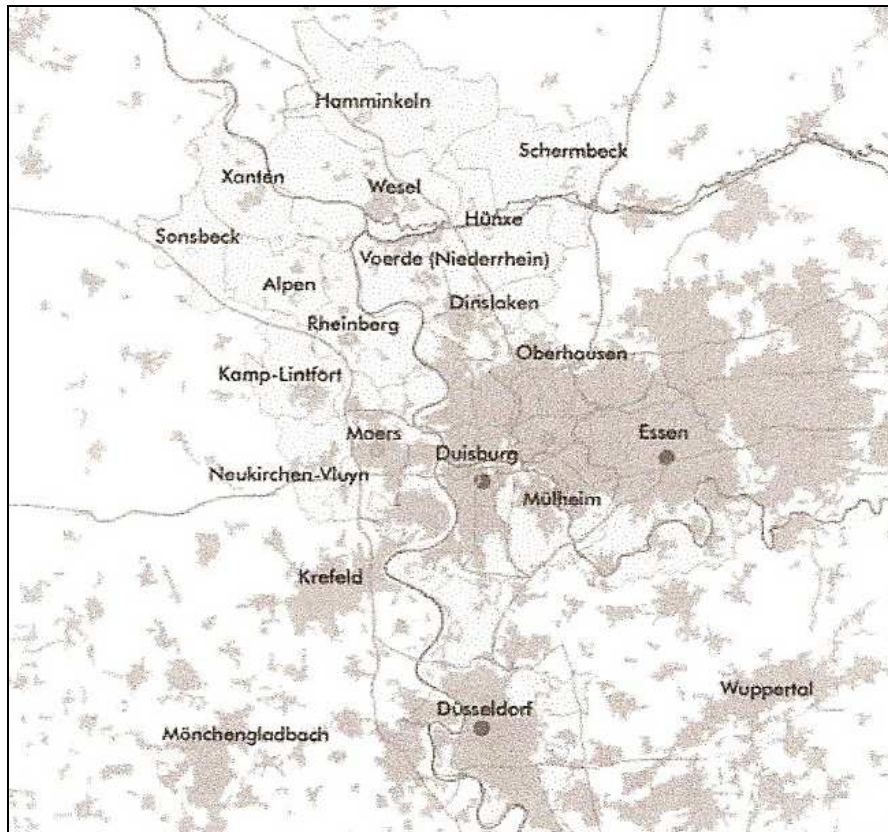 Hamminkeln
Schermbeck
Xanten
Wesel
Hünxe
Sonsbeck
Voerde (Niederrhein)
Alpen
Dinslaken
Rheinberg
Oberhausen
Kamp-Lintfort
Moers
Essen
Duisburg
Neukirchen-Vluyn
Mülheim
Krefeld
Wuppertal
Düsseldorf
Mönchengladbach